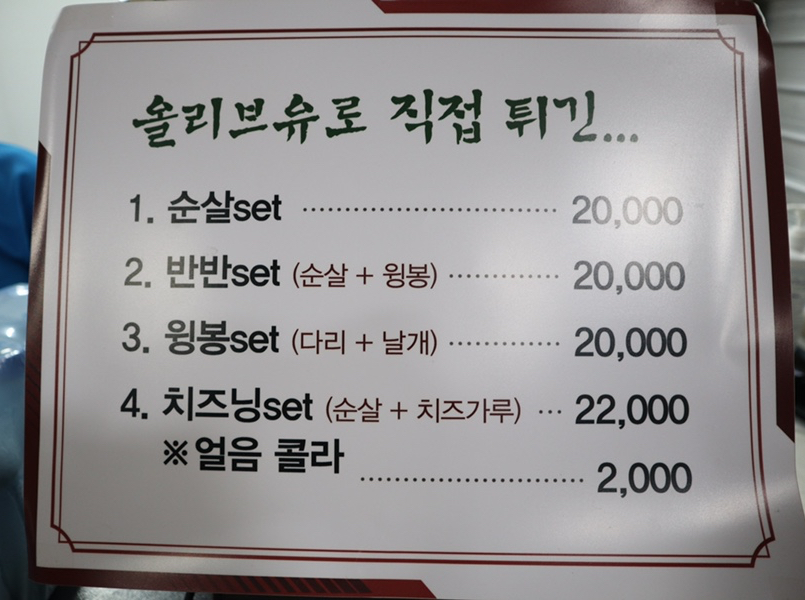 올리브유로 직접 튀긴...
1. 순살set ································ 20,000
2. 반반set (순살 + 윙봉) ·············· 20,000
3. 윙봉set (다리 + 날개) ·············· 20,000
4. 치즈닝set (순살 + 치즈가루) ··· 22,000
※얼음 콜라 ···························· 2,000